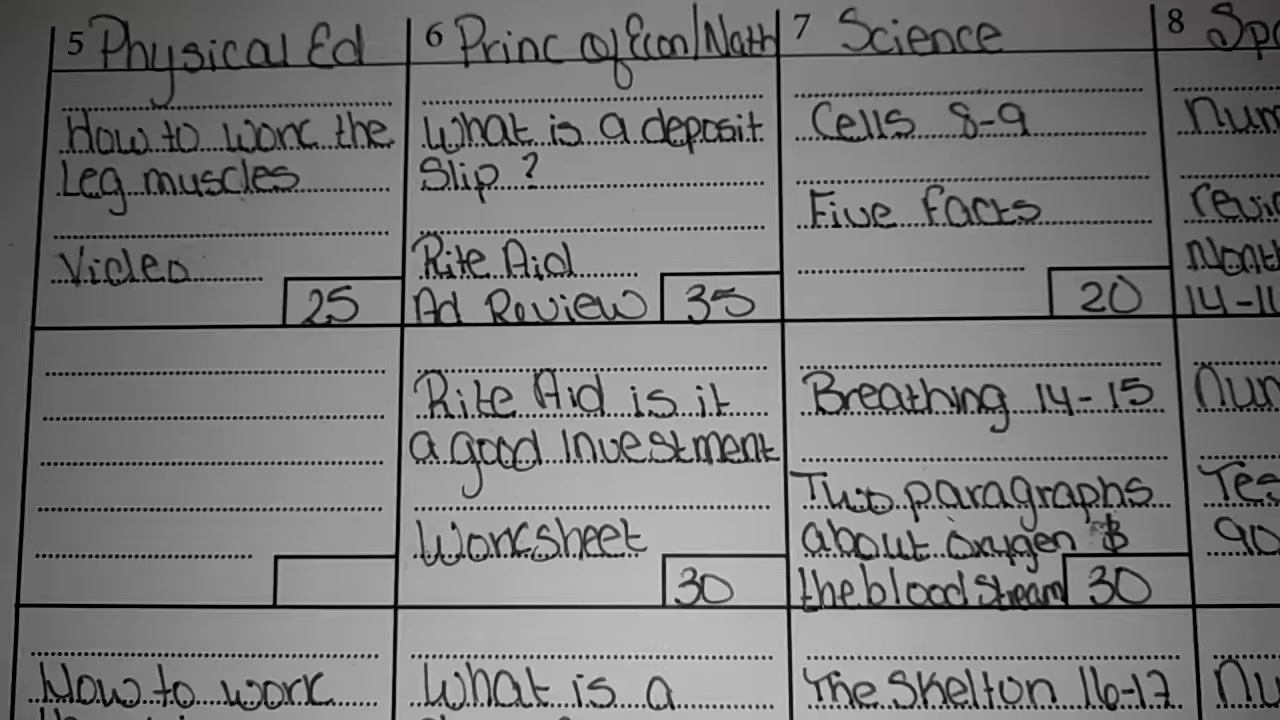 5 Physical Ed
6 Princ of Econ/Math
7 Science
8
How to work the
Leg muscles
Video
25
What is a deposit
Slip?
Rite Aid
Ad Review
35
Cells 8-9
Five facts
20
14-1
Rite Aid is it
a good Investment
Worksheet
30
Breathing 14-15
Two paragraphs
about oxygen &
the blood Stream
30
90
How to work
What is a
The Skelton 16-17